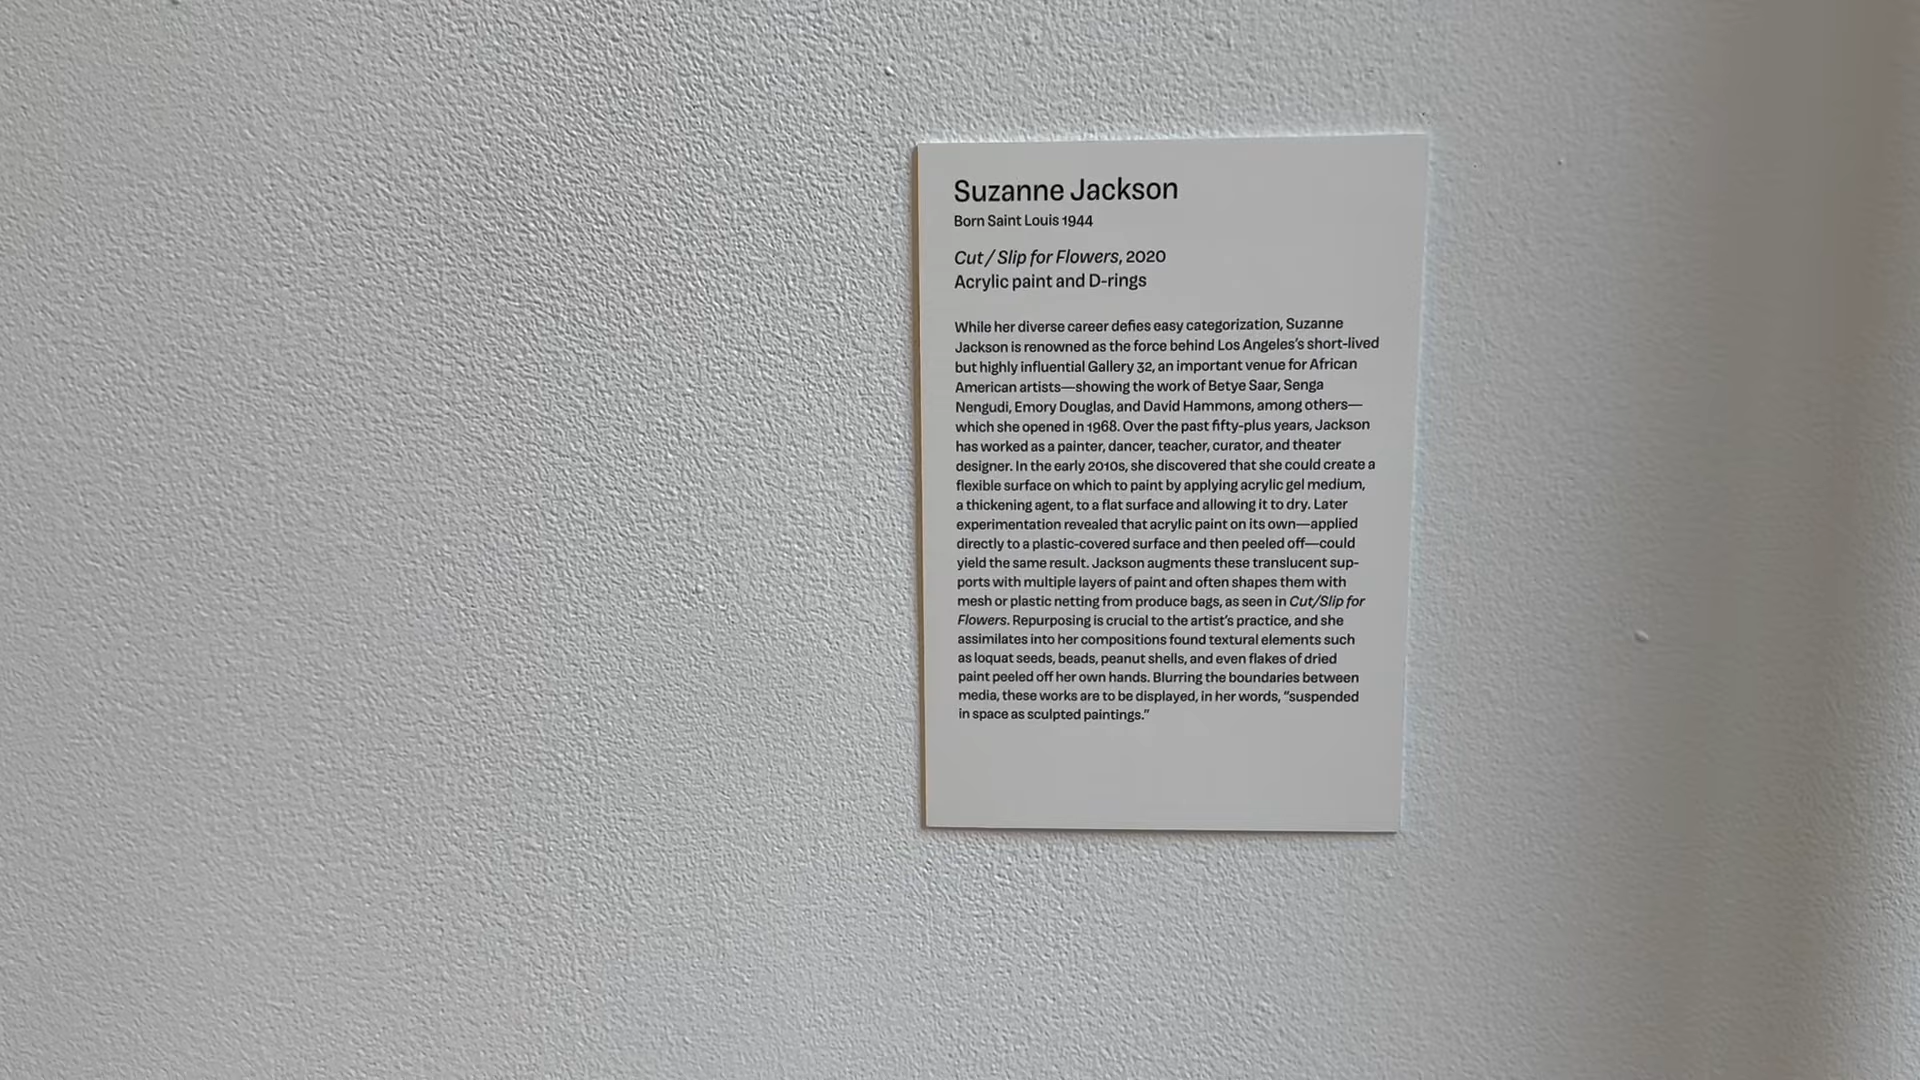 Suzanne Jackson
Born Saint Louis 1944
Cut / Slip for Flowers, 2020
Acrylic paint and D-rings
While her diverse career defies easy categorization, Suzanne
Jackson is renowned as the force behind Los Angeles's short-lived
but highly influential Gallery 32, an important venue for African
American artists—showing the work of Betye Saar, Senga
Nengudi, Emory Douglas, and David Hammons, among others—
which she opened in 1968. Over the past fifty-plus years, Jackson
has worked as a painter, dancer, teacher, curator, and theater
designer. In the early 2010s, she discovered that she could create a
flexible surface on which to paint by applying acrylic gel medium,
a thickening agent, to a flat surface and allowing it to dry. Later
experimentation revealed that acrylic paint on its own—applied
directly to a plastic-covered surface and then peeled off—could
yield the same result. Jackson augments these translucent sup-
ports with multiple layers of paint and often shapes them with
mesh or plastic netting from produce bags, as seen in Cut/Slip for
Flowers. Repurposing is crucial to the artist's practice, and she
assimilates into her compositions found textural elements such
as loquat seeds, beads, peanut shells, and even flakes of dried
paint peeled off her own hands. Blurring the boundaries between
media, these works are to be displayed, in her words, "suspended
in space as sculpted paintings."